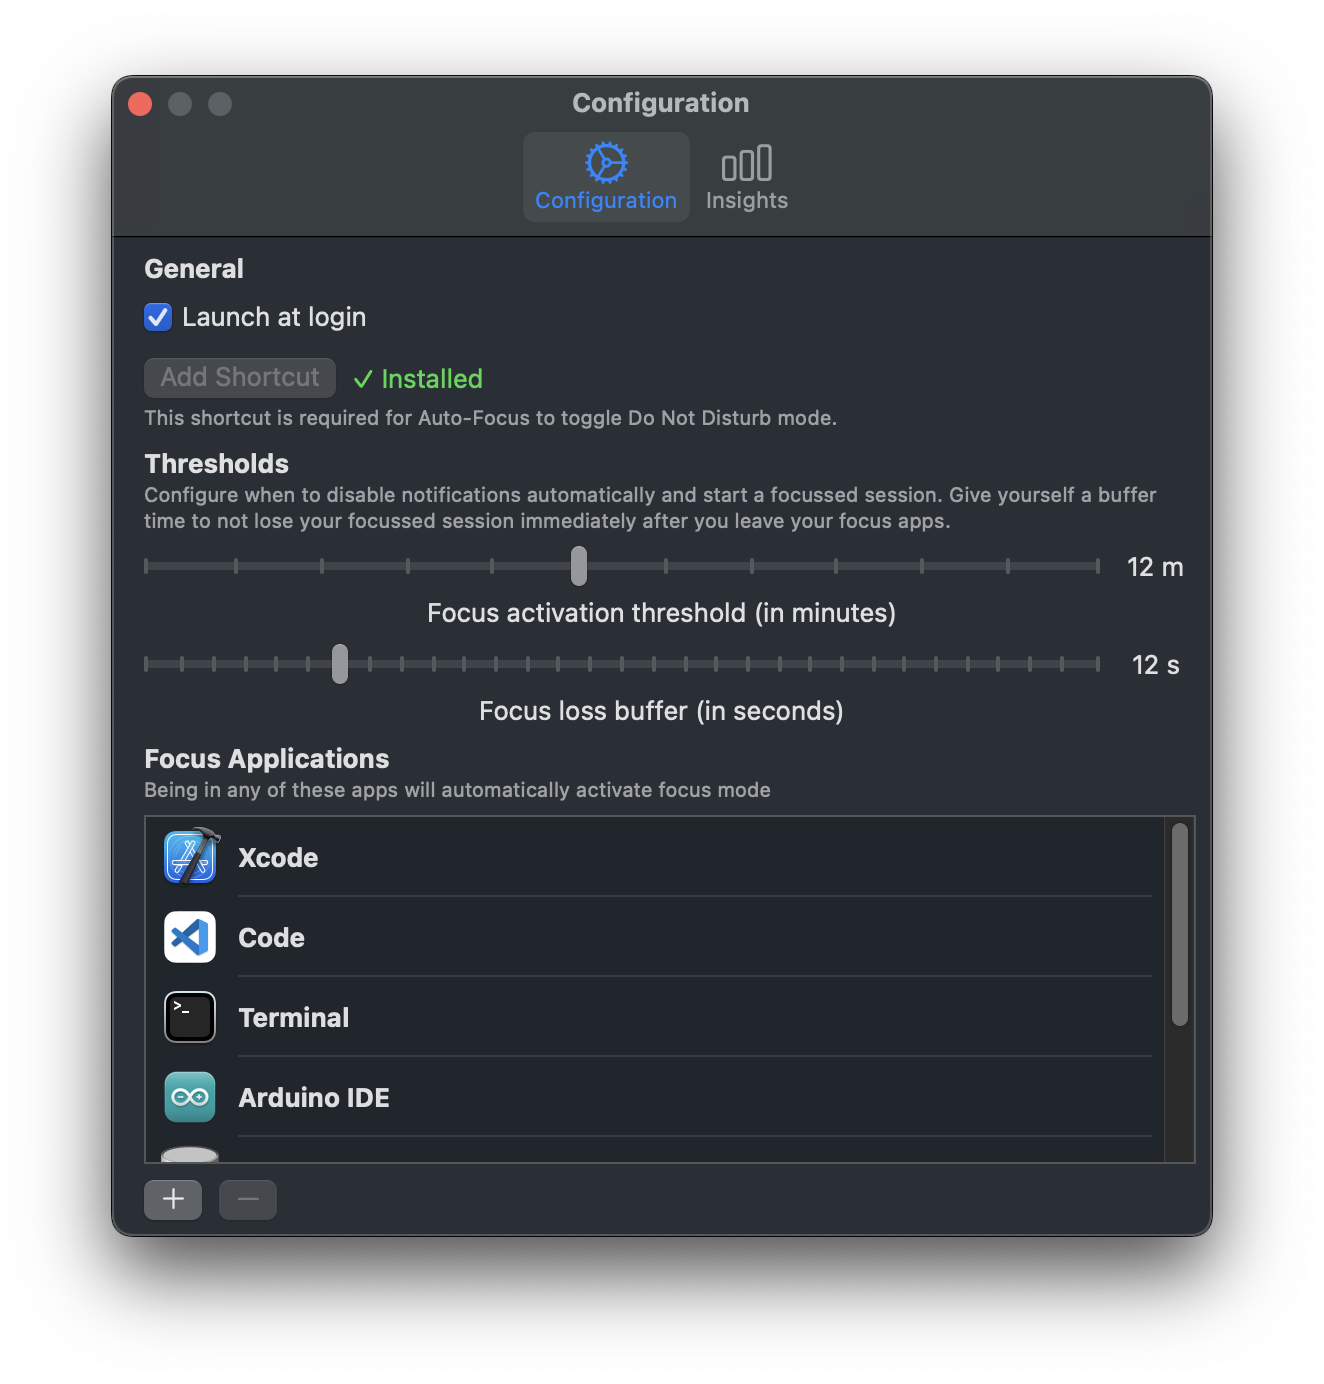 Configuration
Configuration
Insights
General
Launch at login
Add Shortcut
✓ Installed
This shortcut is required for Auto-Focus to toggle Do Not Disturb mode.
Thresholds
Configure when to disable notifications automatically and start a focussed session. Give yourself a buffer
time to not lose your focussed session immediately after you leave your focus apps.
12 m
Focus activation threshold (in minutes)
12 s
Focus loss buffer (in seconds)
Focus Applications
Being in any of these apps will automatically activate focus mode
Xcode
Code
>_
Terminal
Arduino IDE
+
−